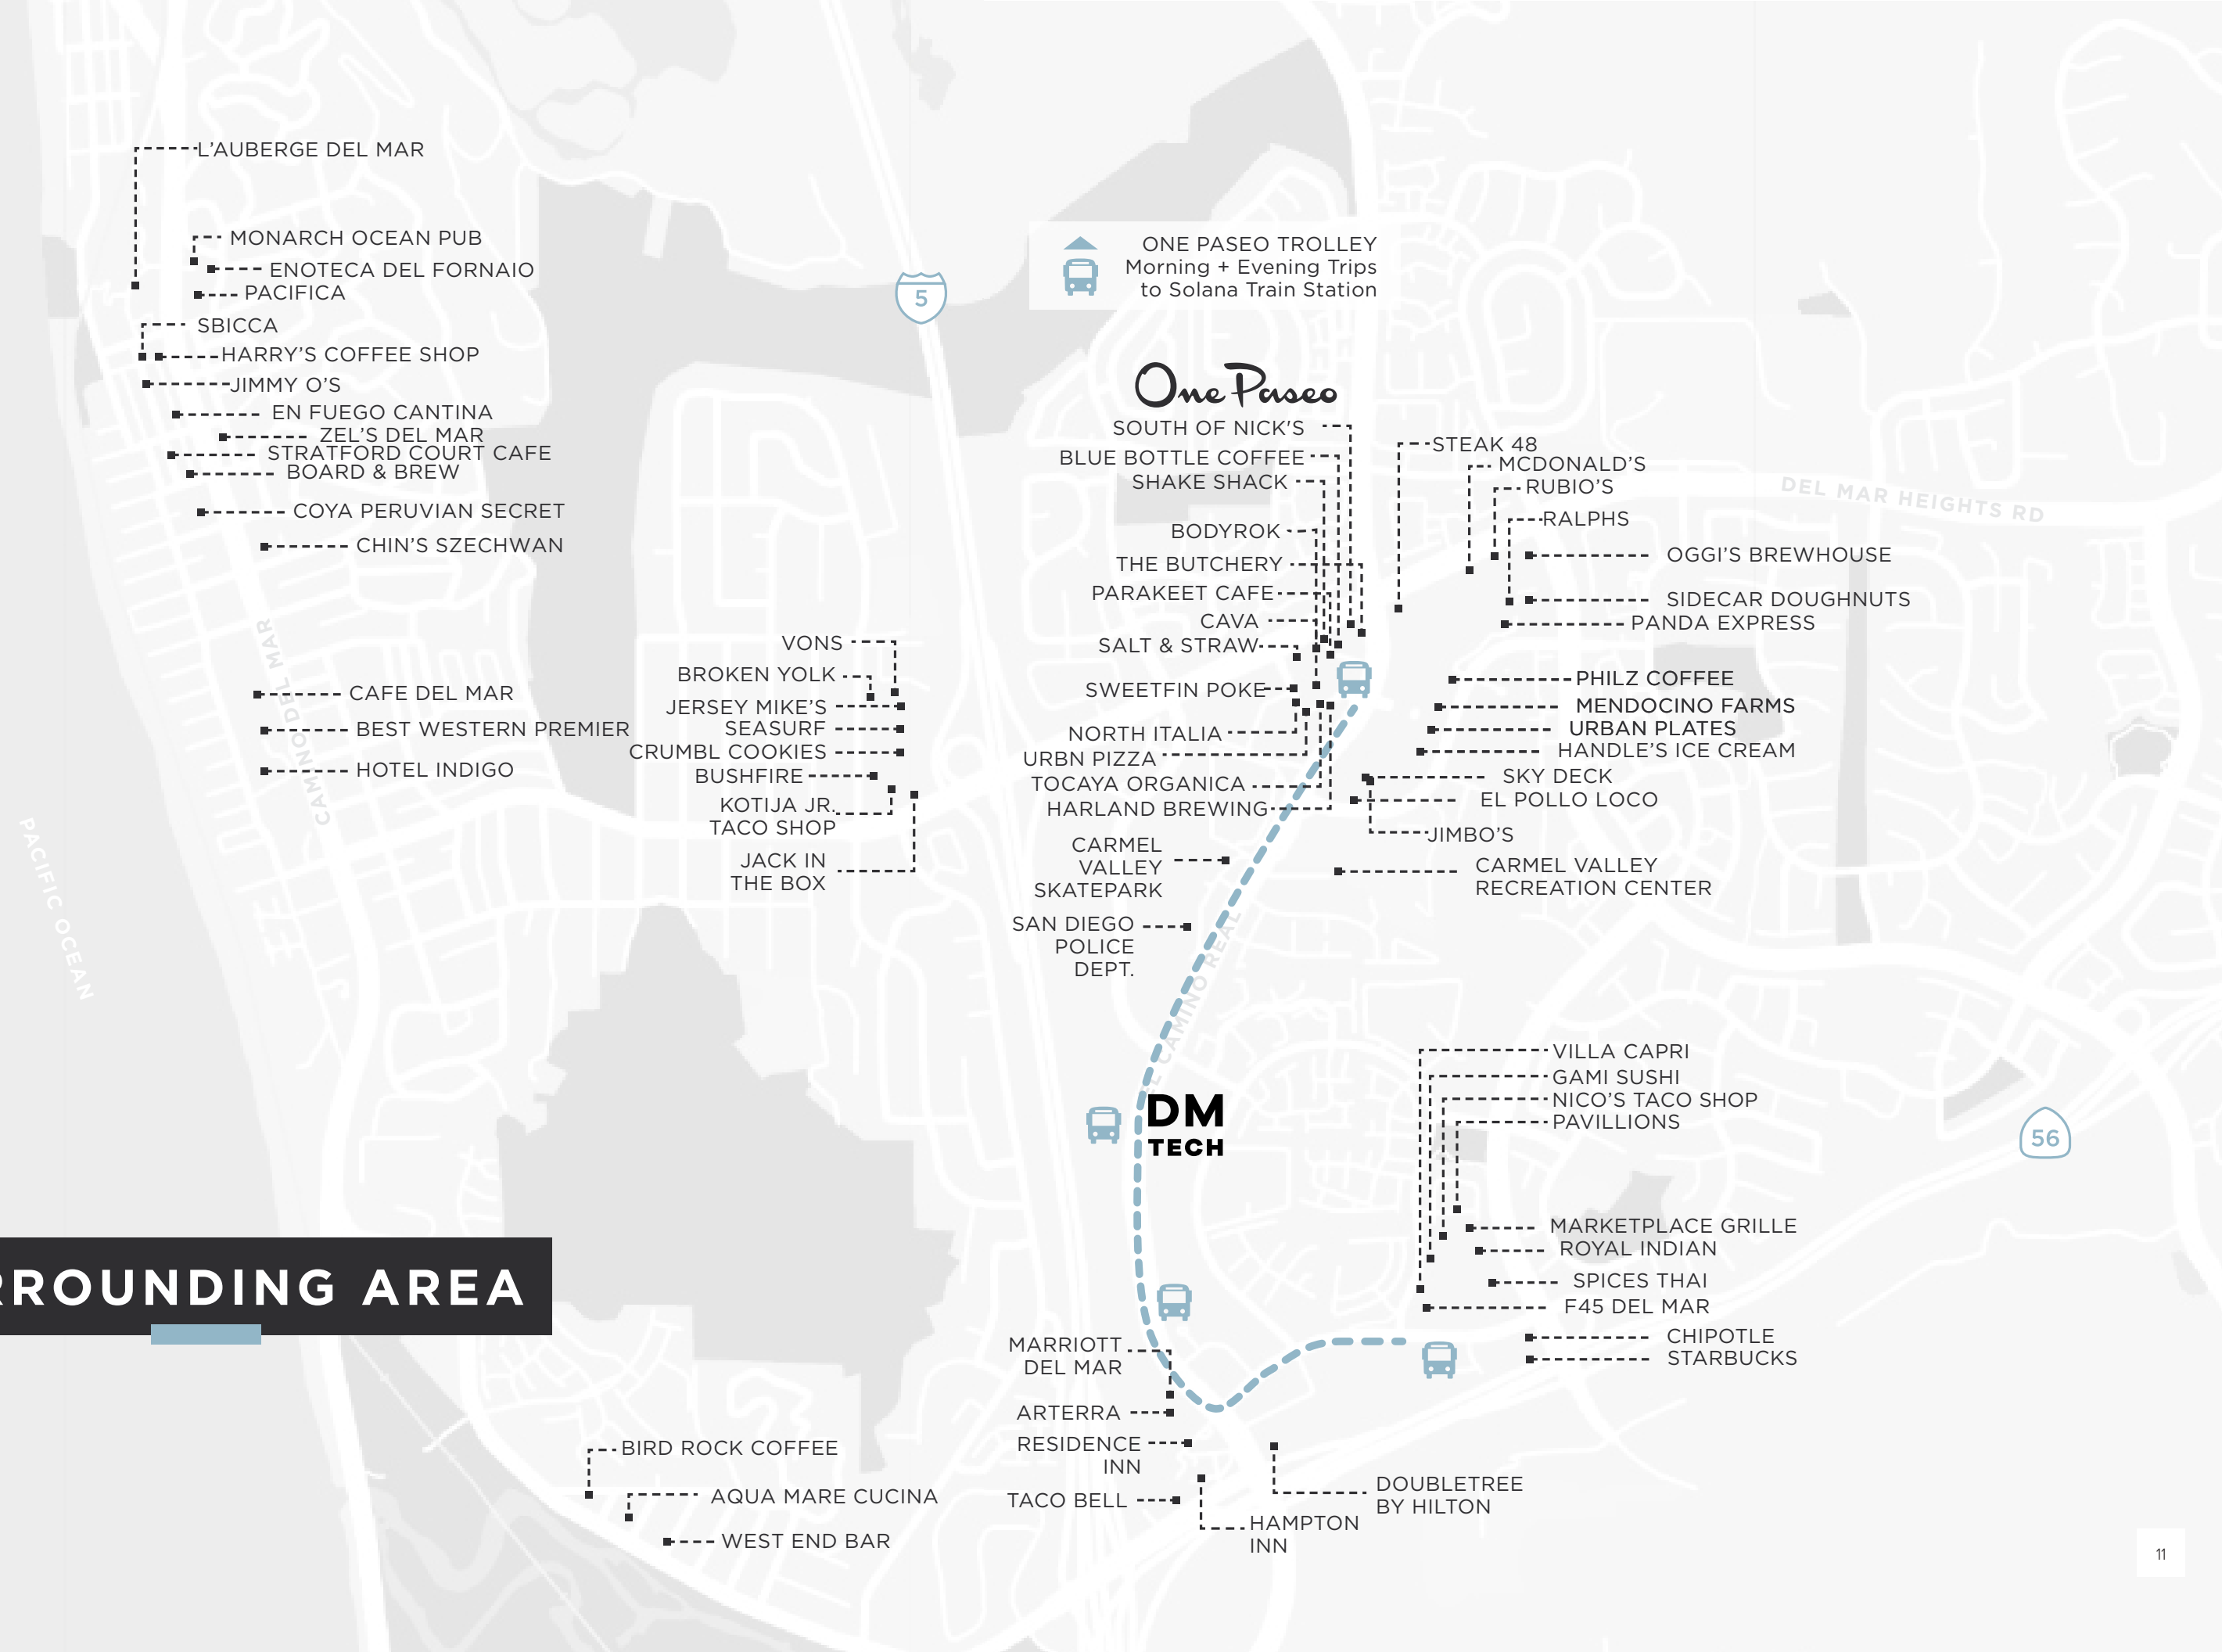 L'AUBERGE DEL MAR
MONARCH OCEAN PUB
ENOTECA DEL FORNAIO
PACIFICA
SBICCA
HARRY'S COFFEE SHOP
JIMMY O'S
EN FUEGO CANTINA
ZEL'S DEL MAR
STRATFORD COURT CAFE
BOARD & BREW
COYA PERUVIAN SECRET
CHIN'S SZECHWAN
CAFE DEL MAR
BEST WESTERN PREMIER
HOTEL INDIGO
CAMINO DEL MAR
PACIFIC OCEAN
5
ONE PASEO TROLLEY
Morning + Evening Trips
to Solana Train Station
One Paseo
SOUTH OF NICK'S
BLUE BOTTLE COFFEE
SHAKE SHACK
BODYROK
THE BUTCHERY
PARAKEET CAFE
CAVA
SALT & STRAW
SWEETFIN POKE
NORTH ITALIA
URBN PIZZA
TOCAYA ORGANICA
HARLAND BREWING
CARMEL
VALLEY
SKATEPARK
SAN DIEGO
POLICE
DEPT.
VONS
BROKEN YOLK
JERSEY MIKE'S
SEASURF
CRUMBL COOKIES
BUSHFIRE
KOTIJA JR.
TACO SHOP
JACK IN
THE BOX
STEAK 48
MCDONALD'S
RUBIO'S
RALPHS
DEL MAR HEIGHTS RD
OGGI'S BREWHOUSE
SIDECAR DOUGHNUTS
PANDA EXPRESS
PHILZ COFFEE
MENDOCINO FARMS
URBAN PLATES
HANDLE'S ICE CREAM
SKY DECK
EL POLLO LOCO
JIMBO'S
CARMEL VALLEY
RECREATION CENTER
EL CAMINO REAL
DM
TECH
VILLA CAPRI
GAMI SUSHI
NICO'S TACO SHOP
PAVILLIONS
56
MARKETPLACE GRILLE
ROYAL INDIAN
SPICES THAI
F45 DEL MAR
CHIPOTLE
STARBUCKS
RROUNDING AREA
MARRIOTT
DEL MAR
ARTERRA
RESIDENCE
INN
TACO BELL
HAMPTON
INN
DOUBLETREE
BY HILTON
BIRD ROCK COFFEE
AQUA MARE CUCINA
WEST END BAR
11